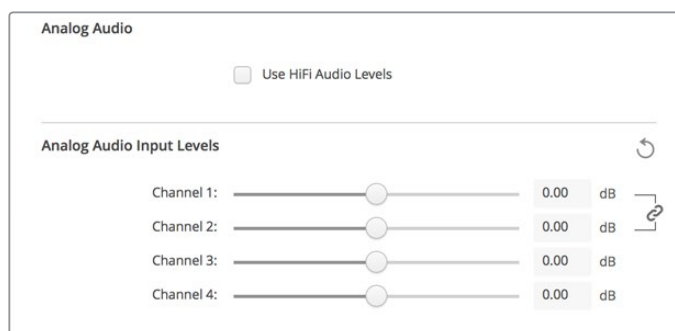 Analog Audio
Use HiFi Audio Levels
Analog Audio Input Levels
Channel 1: 0.00 dB
Channel 2: 0.00 dB
Channel 3: 0.00 dB
Channel 4: 0.00 dB